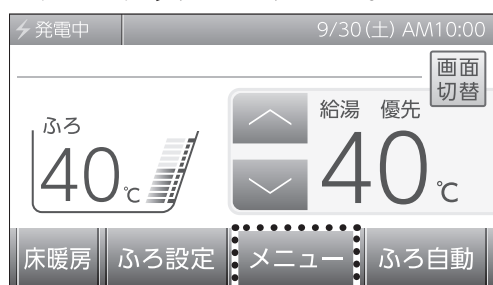 発電中 9/30(土) AM10:00
画面
切替
ふろ
40℃
給湯 優先
40℃
床暖房 ふろ設定 メニュー ふろ自動